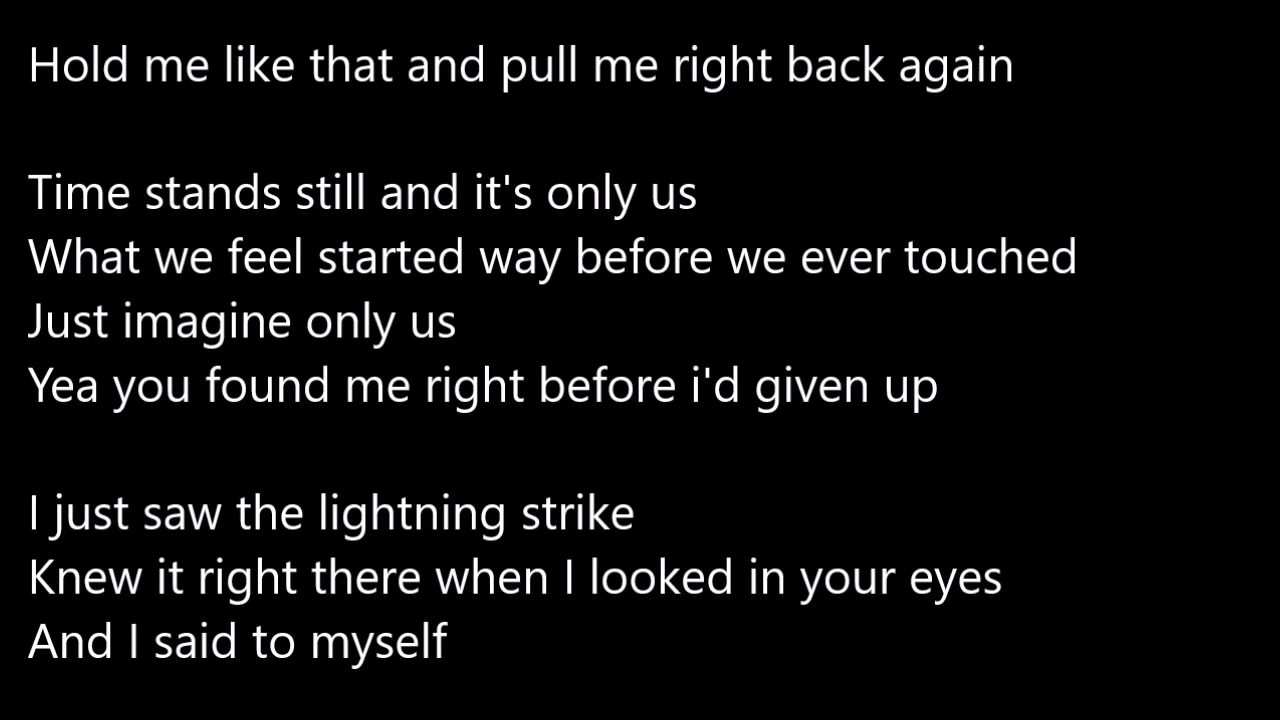 Hold me like that and pull me right back again
Time stands still and it's only us
What we feel started way before we ever touched
Just imagine only us
Yea you found me right before i'd given up
I just saw the lightning strike
Knew it right there when I looked in your eyes
And I said to myself